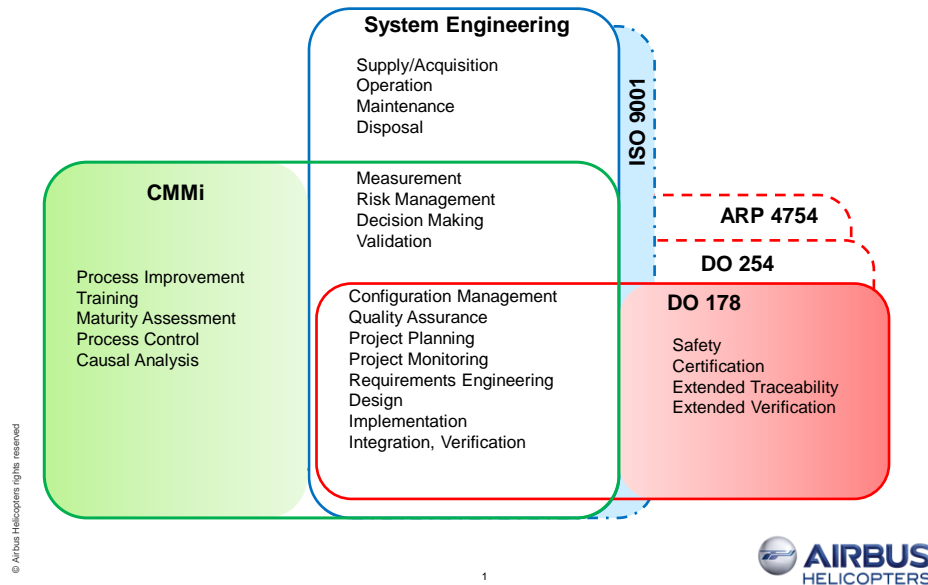 System Engineering
Supply/Acquisition
Operation
Maintenance
Disposal
ISO 9001
CMMi
Measurement
Risk Management
Decision Making
Validation
ARP 4754
DO 254
Process Improvement
Training
Maturity Assessment
Process Control
Causal Analysis
Configuration Management
Quality Assurance
Project Planning
Project Monitoring
Requirements Engineering
Design
Implementation
Integration, Verification
DO 178
Safety
Certification
Extended Traceability
Extended Verification
© Airbus Helicopters rights reserved
1
AIRBUS
HELICOPTERS